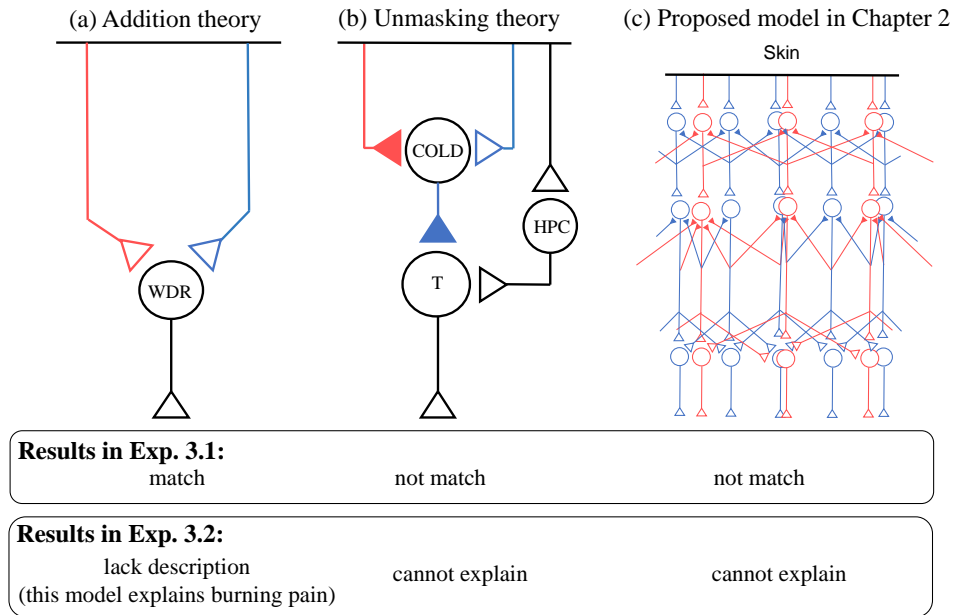 (a) Addition theory
(b) Unmasking theory
(c) Proposed model in Chapter 2
Skin
COLD
HPC
WDR
T
Results in Exp. 3.1:
match
not match
not match
Results in Exp. 3.2:
lack description
(this model explains burning pain)
cannot explain
cannot explain